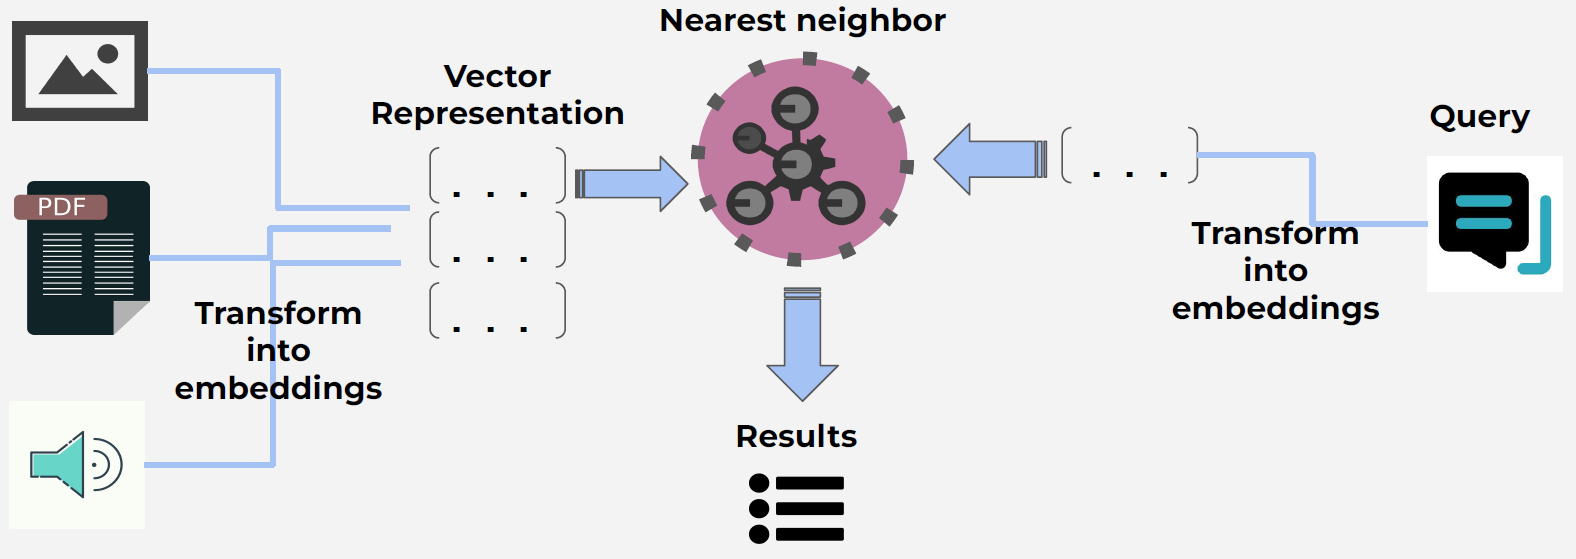 Nearest neighbor
Vector
Representation
Query
PDF
. . .
. . .
. . .
. . .
Transform
into
embeddings
Transform
into
embeddings
Results